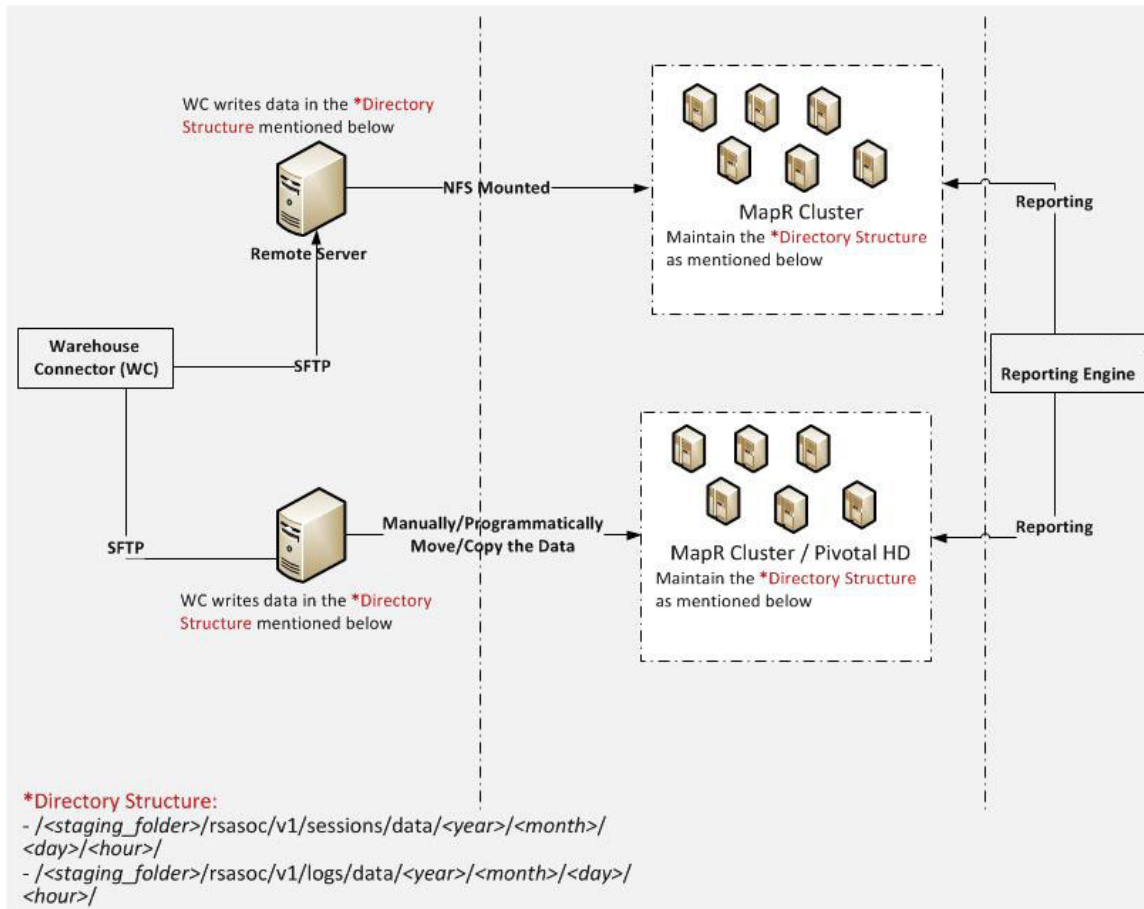 WC writes data in the *Directory
Structure mentioned below
Remote Server
NFS Mounted
MapR Cluster
Maintain the *Directory Structure
as mentioned below
Reporting
Warehouse
Connector (WC)
SFTP
Reporting Engine
SFTP
Manually/Programmatically
Move/Copy the Data
MapR Cluster / Pivotal HD
Maintain the *Directory Structure
as mentioned below
Reporting
WC writes data in the *Directory
Structure mentioned below
*Directory Structure:
- /<staging_folder>/rsasoc/v1/sessions/data/<year>/<month>/
<day>/<hour>/
- /<staging_folder>/rsasoc/v1/logs/data/<year>/<month>/<day>/
<hour>/